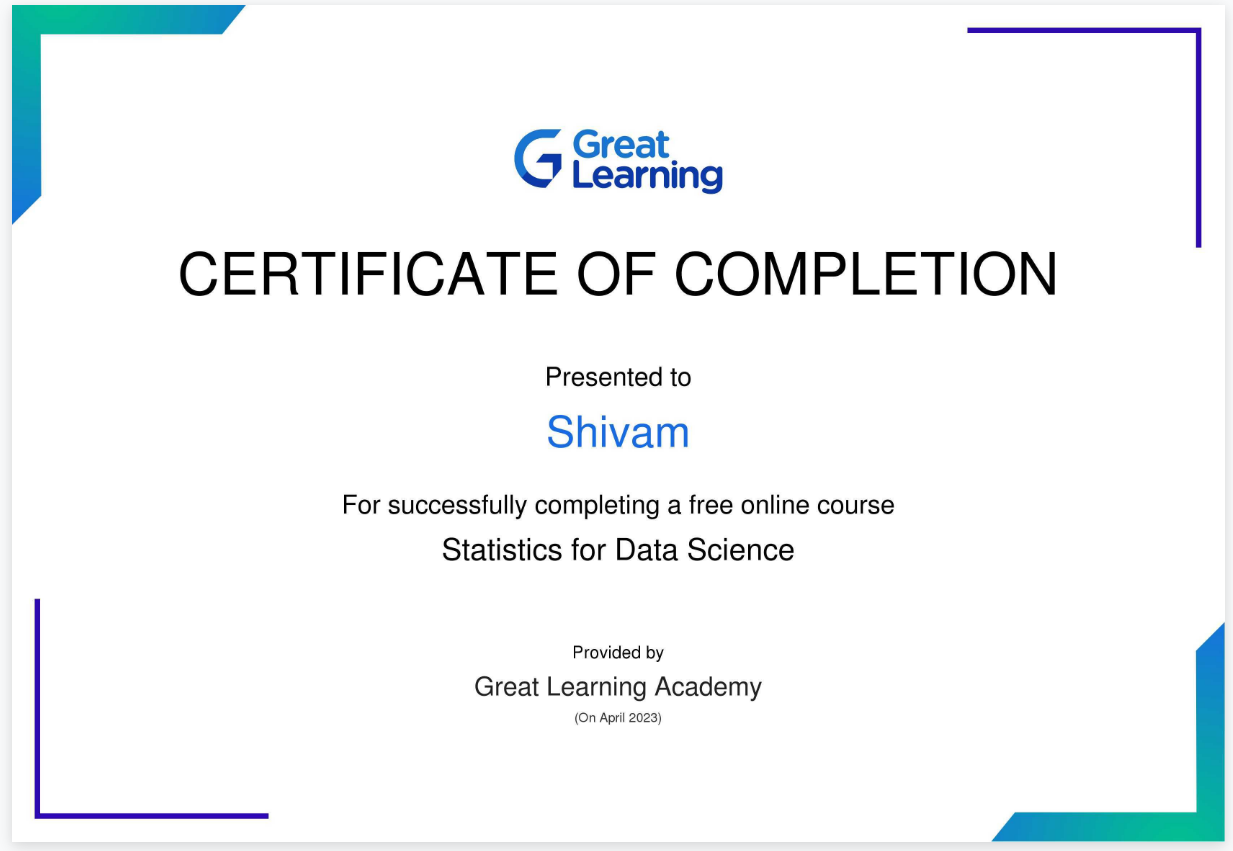 Great
Learning
CERTIFICATE OF COMPLETION
Presented to
Shivam
For successfully completing a free online course
Statistics for Data Science
Provided by
Great Learning Academy
(On April 2023)